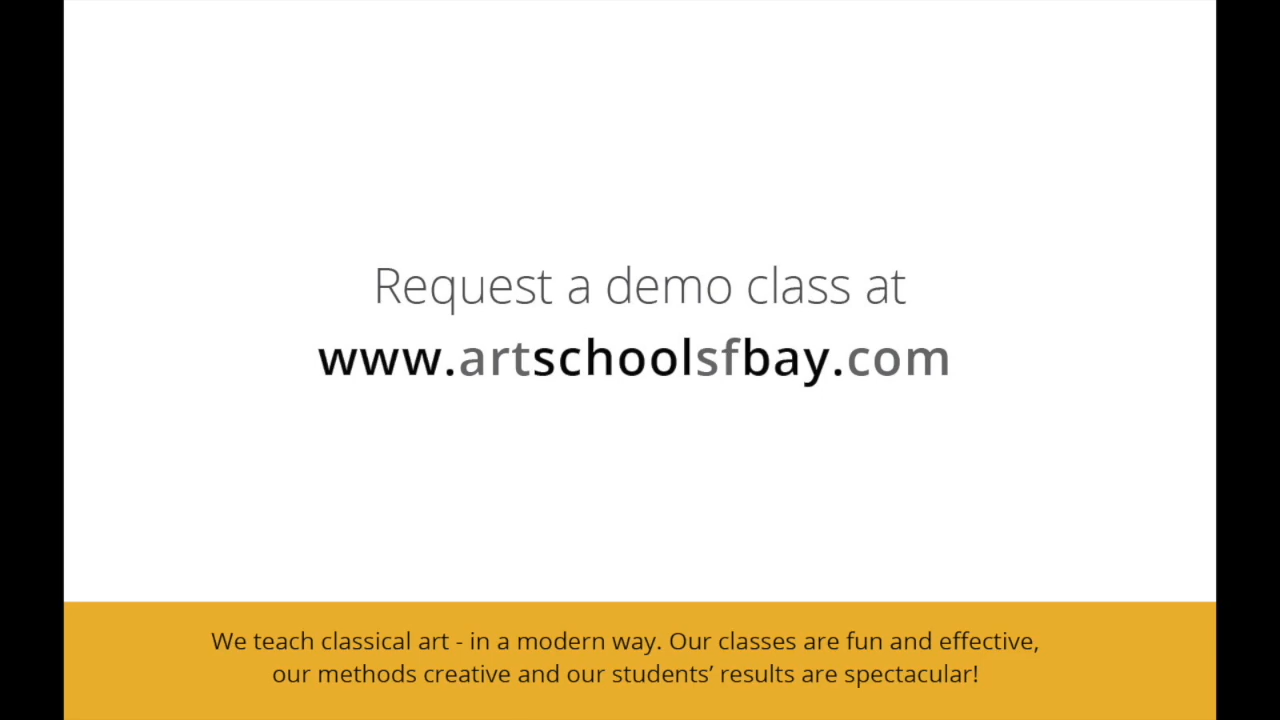 Request a demo class at
www.artschoolsfbay.com
We teach classical art - in a modern way. Our classes are fun and effective,
our methods creative and our students’ results are spectacular!